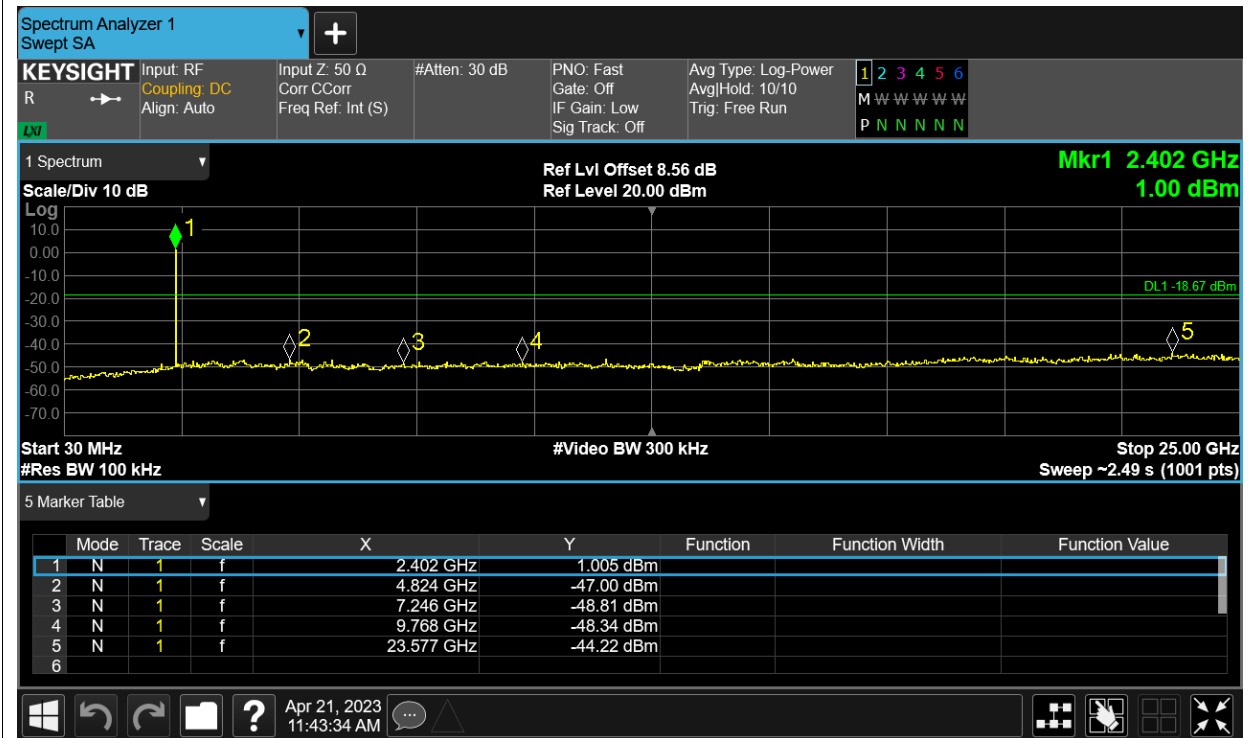 Spectrum Analyzer 1
Swept SA
+
KEYSIGHT
R
LXI
Input: RF
Coupling: DC
Align: Auto
Input Z: 50 Ω
Corr CCorr
Freq Ref: Int (S)
#Atten: 30 dB
PNO: Fast
Gate: Off
IF Gain: Low
Sig Track: Off
Avg Type: Log-Power
Avg|Hold: 10/10
Trig: Free Run
1 2 3 4 5 6
M W W W W W
P N N N N N
1 Spectrum
Scale/Div 10 dB
Ref Lvl Offset 8.56 dB
Ref Level 20.00 dBm
Mkr1 2.402 GHz
1.00 dBm
Log
10.0
0.00
-10.0
-20.0
-30.0
-40.0
-50.0
-60.0
-70.0
1
2
3
4
5
DL1 -18.67 dBm
Start 30 MHz
#Video BW 300 kHz
Stop 25.00 GHz
#Res BW 100 kHz
Sweep ~2.49 s (1001 pts)
5 Marker Table
Mode Trace Scale X Y Function Function Width Function Value
1 N 1 f 2.402 GHz 1.005 dBm
2 N 1 f 4.824 GHz -47.00 dBm
3 N 1 f 7.246 GHz -48.81 dBm
4 N 1 f 9.768 GHz -48.34 dBm
5 N 1 f 23.577 GHz -44.22 dBm
6
?
Apr 21, 2023
11:43:34 AM